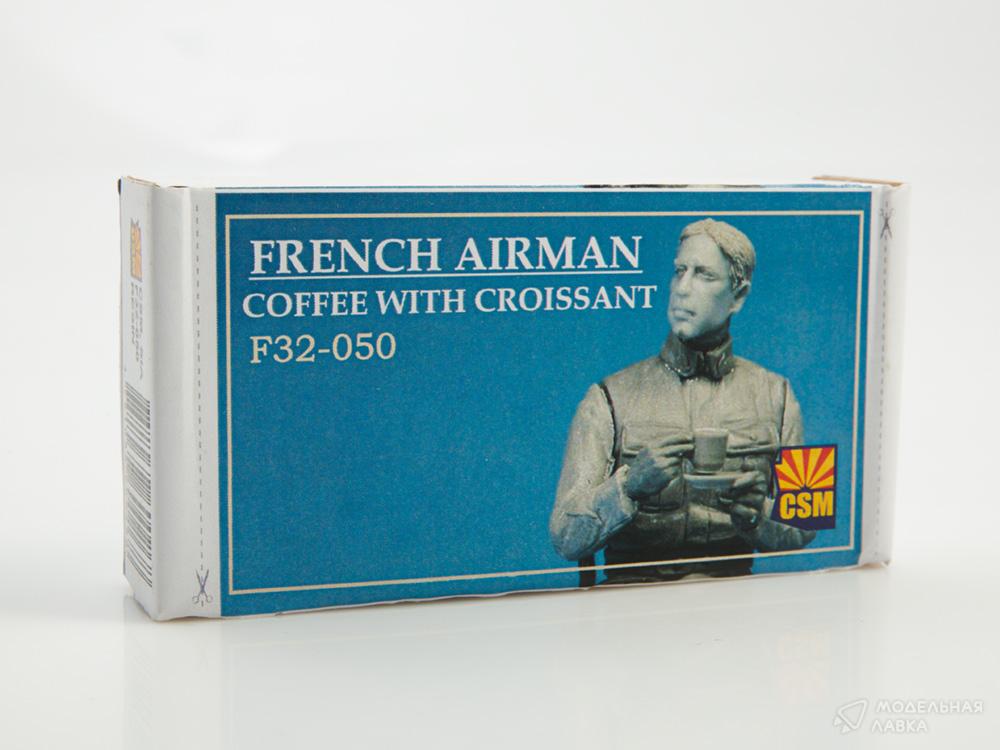 FRENCH AIRMAN
COFFEE WITH CROISSANT
F32-050
CSM
МОДЕЛЬНАЯ
ЛАВКА